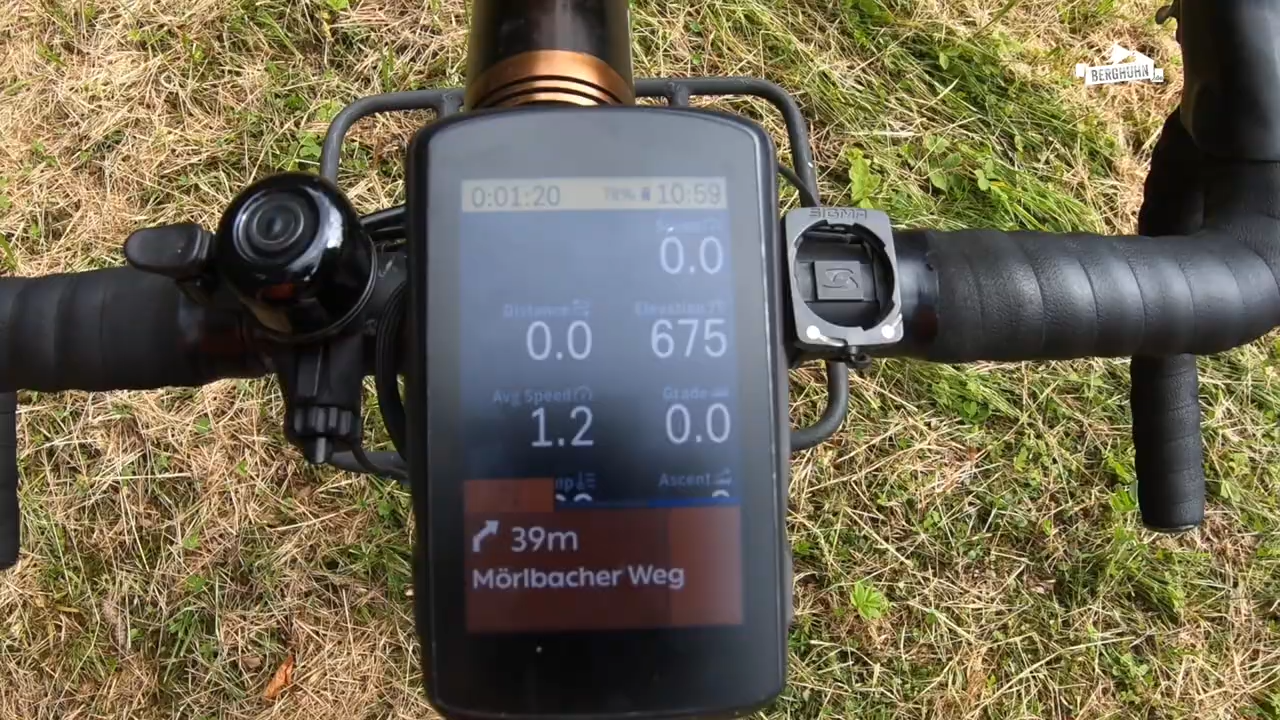 BERGHUHN
0:01:20 78% 10:59
SIGMA
Speed
0.0
Distance Elevation
0.0 675
Avg Speed Grade
1.2 0.0
Ascent
39m
Mörlbacher Weg